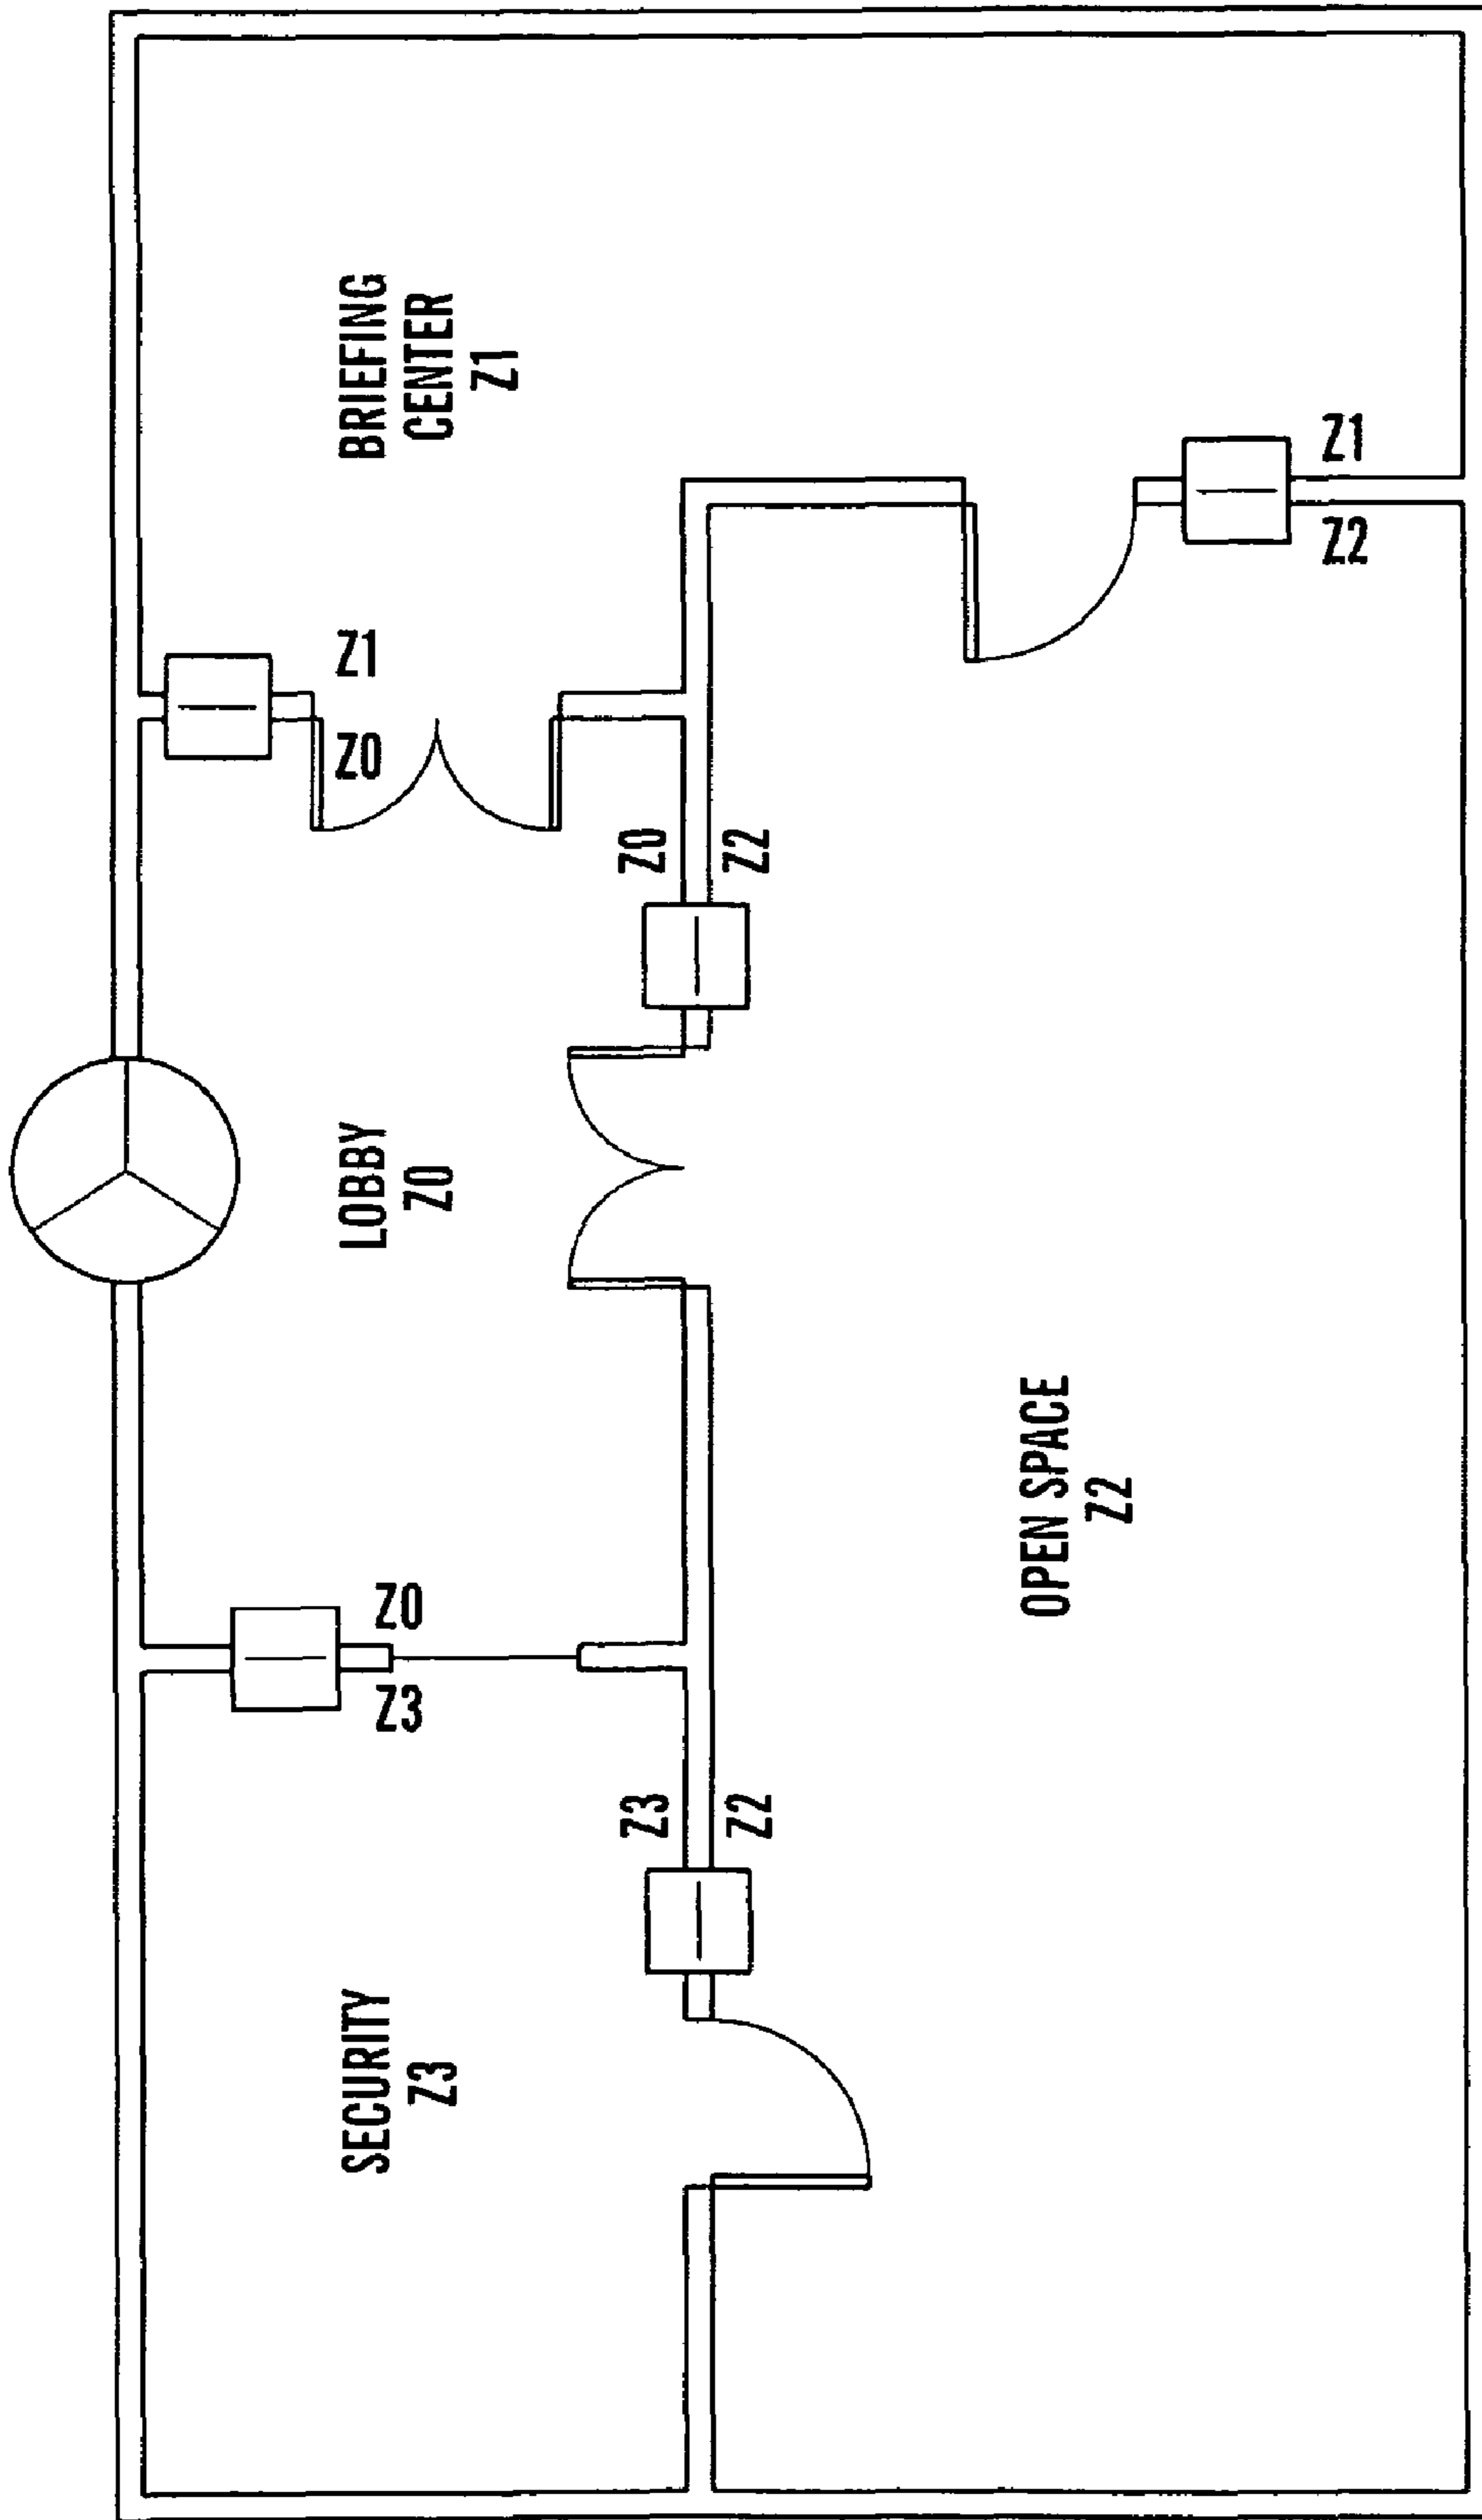 SECURITY
Z3
Z3 Z0
LOBBY
Z0
Z0 Z1
BRIEFING
CENTER
Z1
Z3
Z2
Z0
Z2
OPEN SPACE
Z2
Z2 Z1